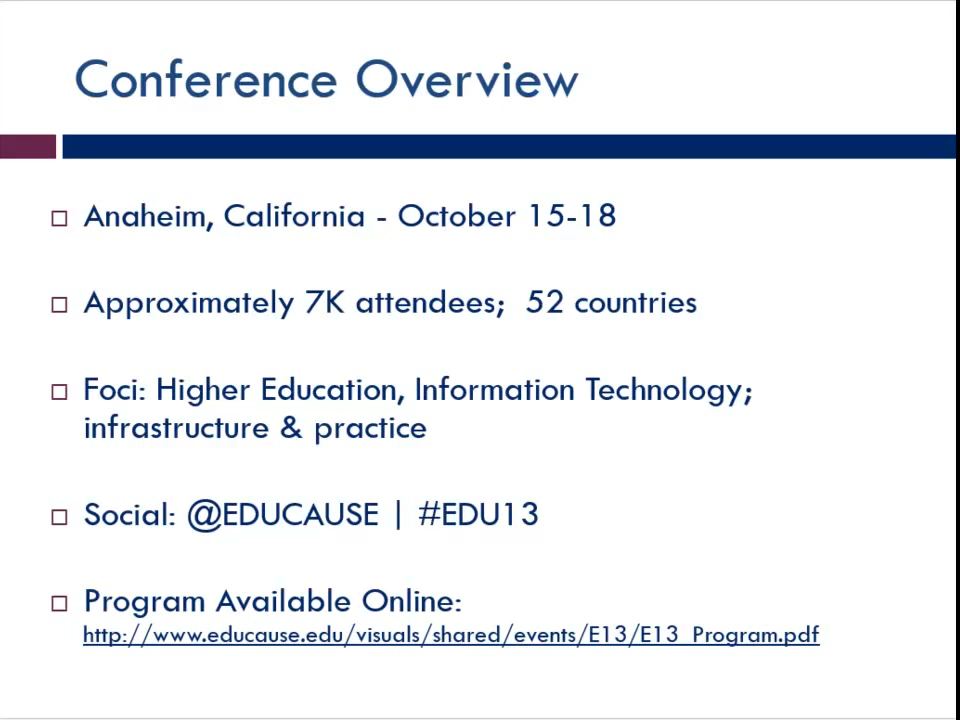 Conference Overview
Anaheim, California - October 15-18
Approximately 7K attendees;  52 countries
Foci: Higher Education, Information Technology;
infrastructure & practice
Social: @EDUCAUSE | #EDU13
Program Available Online:
http://www.educause.edu/visuals/shared/events/E13/E13_Program.pdf